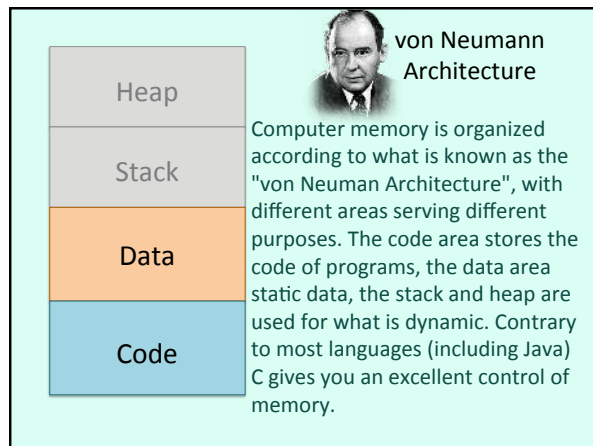 von Neumann
Architecture
Heap
Stack
Data
Code
Computer memory is organized
according to what is known as the
"von Neuman Architecture", with
different areas serving different
purposes. The code area stores the
code of programs, the data area
static data, the stack and heap are
used for what is dynamic. Contrary
to most languages (including Java)
C gives you an excellent control of
memory.